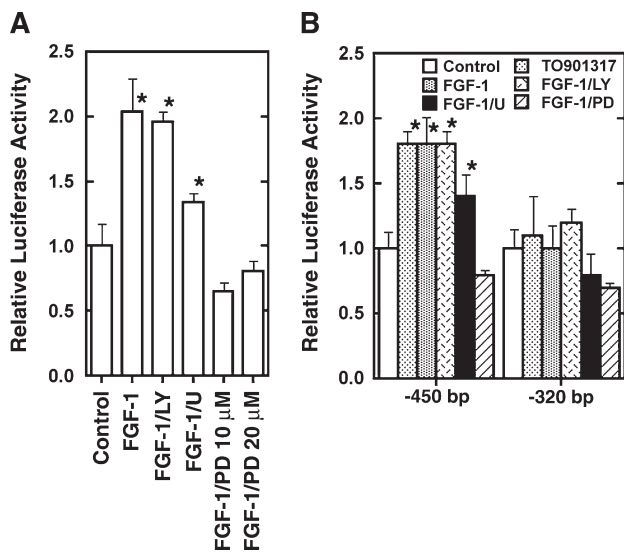 A
Relative Luciferase Activity
2.5
2.0
1.5
1.0
0.5
0.0
*
*
*
Control
FGF-1
FGF-1/LY
FGF-1/U
FGF-1/PD 10 µM
FGF-1/PD 20 µM
B
Relative Luciferase Activity
2.5
2.0
1.5
1.0
0.5
0.0
Control
FGF-1
FGF-1/U
TO901317
FGF-1/LY
FGF-1/PD
*
*
*
*
-450 bp
-320 bp